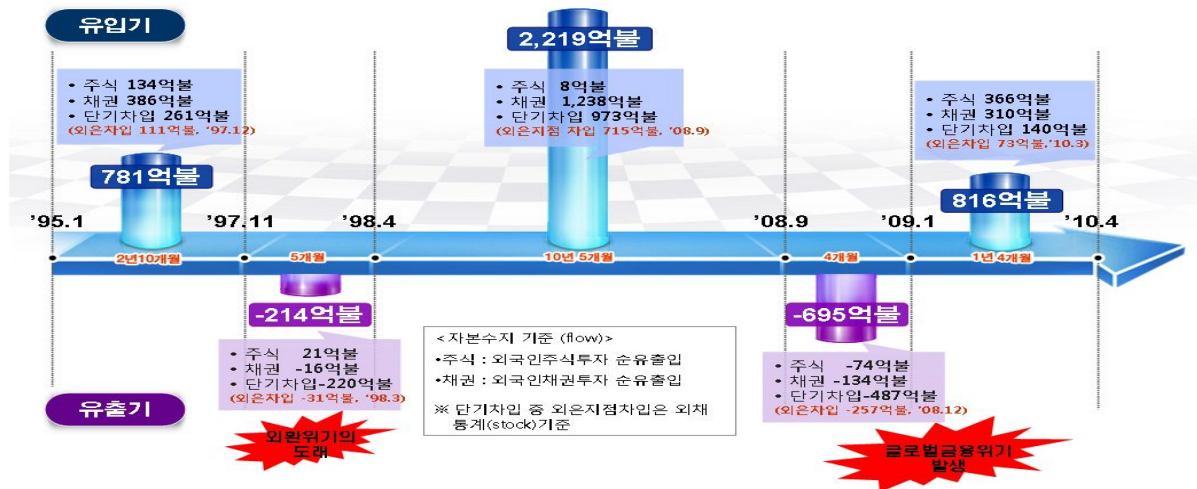 유입기
2,219억불
• 주식 134억불
• 채권 386억불
• 단기차입 261억불
(외은차입 111억불, '97.12)
• 주식 8억불
• 채권 1,238억불
• 단기차입 973억불
(외은지점 차입 715억불, '08.9)
• 주식 366억불
• 채권 310억불
• 단기차입 140억불
(외은차입 73억불,'10.3)
781억불
816억불
'95.1
'97.11
'98.4
'08.9
'09.1
'10.4
2년10개월
5개월
10년 5개월
4개월
1년 4개월
-214억불
-695억불
• 주식 21억불
• 채권 -16억불
• 단기차입-220억불
(외은차입 -31억불, '98.3)
<자본수지 기준 (flow)>
•주식 : 외국인주식투자 순유출입
•채권 : 외국인채권투자 순유출입
※ 단기차입 중 외은지점차입은 외채
통계(stock)기준
• 주식 -74억불
• 채권 -134억불
• 단기차입-487억불
(외은차입 -257억불, '08.12)
유출기
외환위기의
도래
글로벌금융위기
발생